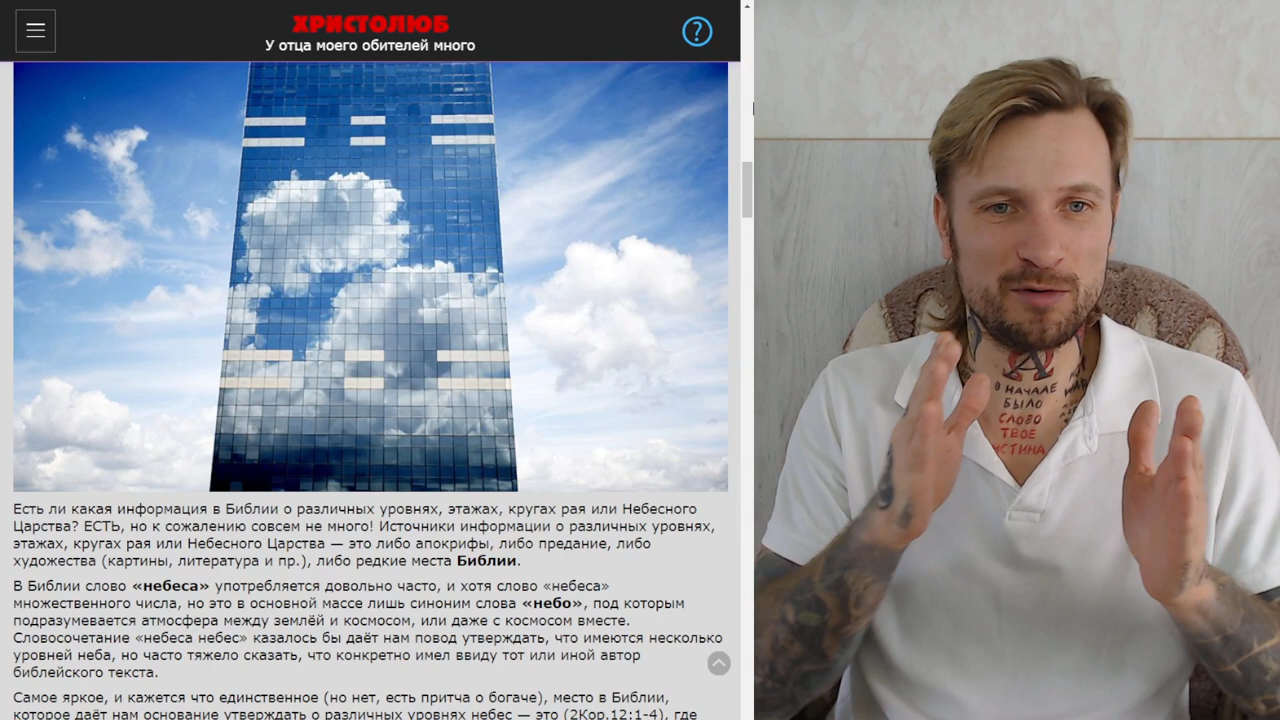 ХРИСТОЛЮБ
У отца моего обителей много
?
Есть ли какая информация в Библии о различных уровнях, этажах, кругах рая или Небесного
Царства? ЕСТЬ, но к сожалению совсем не много! Источники информации о различных уровнях,
этажах, кругах рая или Небесного Царства — это либо апокрифы, либо предание, либо
художества (картины, литература и пр.), либо редкие места Библии.
В Библии слово «небеса» употребляется довольно часто, и хотя слово «небеса»
множественного числа, но это в основной массе лишь синоним слова «небо», под которым
подразумевается атмосфера между землёй и космосом, или даже с космосом вместе.
Словосочетание «небеса небес» казалось бы даёт нам повод утверждать, что имеются несколько
уровней неба, но часто тяжело сказать, что конкретно имел ввиду тот или иной автор
библейского текста.
Самое яркое, и кажется что единственное (но нет, есть притча о богаче), место в Библии,
которое даёт нам основание утверждать о различных уровнях небес — это (2Кор.12:1-4), где
В НАЧАЛЕ
БЫЛО
СЛОВО
ТВОЕ
ИСТИНА